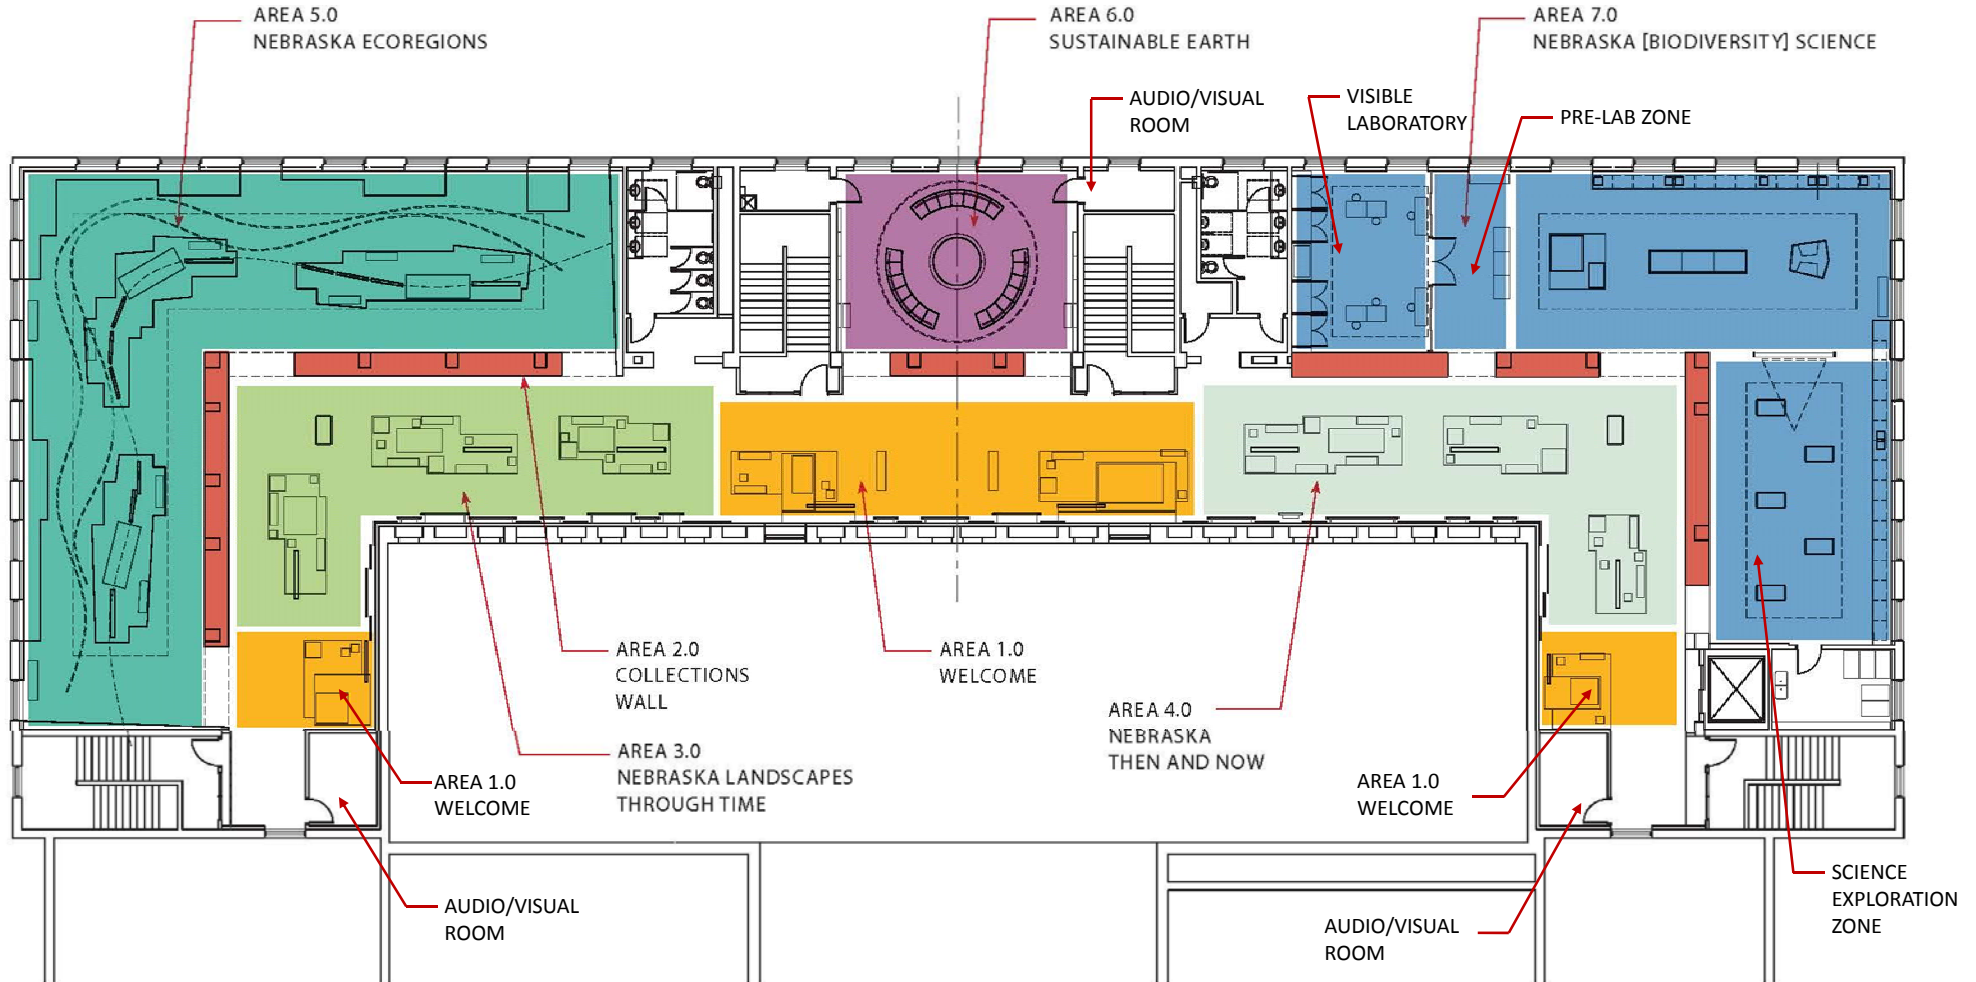 AREA 5.0
NEBRASKA ECOREGIONS
AREA 6.0
SUSTAINABLE EARTH
AREA 7.0
NEBRASKA [BIODIVERSITY] SCIENCE
AUDIO/VISUAL
ROOM
VISIBLE
LABORATORY
PRE-LAB ZONE
AREA 2.0
COLLECTIONS
WALL
AREA 1.0
WELCOME
AREA 4.0
NEBRASKA
THEN AND NOW
AREA 3.0
NEBRASKA LANDSCAPES
THROUGH TIME
AREA 1.0
WELCOME
AREA 1.0
WELCOME
AUDIO/VISUAL
ROOM
AUDIO/VISUAL
ROOM
SCIENCE
EXPLORATION
ZONE